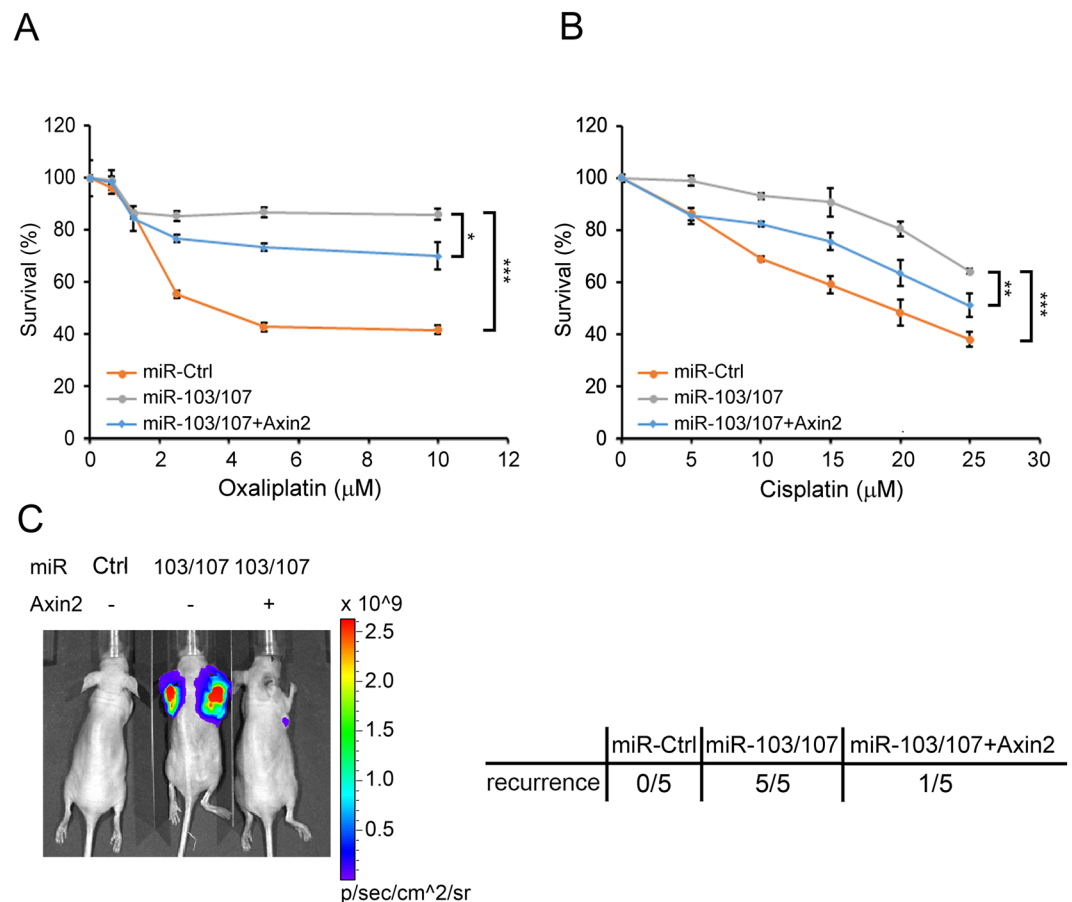 A
B
120
100
80
60
40
20
0
Survival (%)
0 2 4 6 8 10 12
Oxaliplatin (μM)
miR-Ctrl
miR-103/107
miR-103/107+Axin2
*
***
120
100
80
60
40
20
0
Survival (%)
0 5 10 15 20 25 30
Cisplatin (μM)
miR-Ctrl
miR-103/107
miR-103/107+Axin2
**
***
C
miR Ctrl 103/107 103/107
Axin2 - - +
x 10^9
2.5
2.0
1.5
1.0
0.5
p/sec/cm^2/sr
miR-Ctrl miR-103/107 miR-103/107+Axin2
recurrence 0/5 5/5 1/5